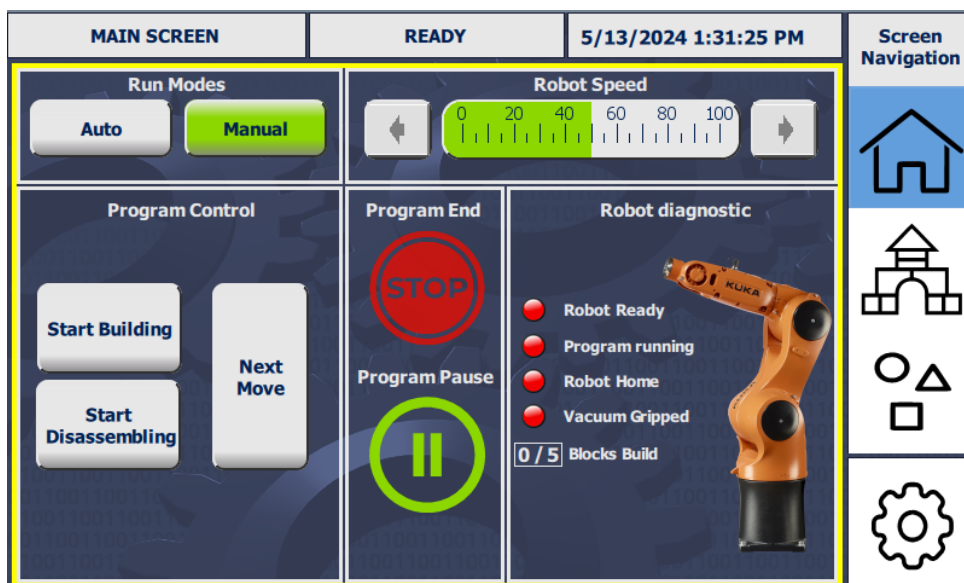 MAIN SCREEN
READY
5/13/2024 1:31:25 PM
Screen
Navigation
Run Modes
Auto
Manual
Robot Speed
0 20 40 60 80 100
Program Control
Start Building
Start
Disassembling
Next
Move
Program End
STOP
Program Pause
Robot diagnostic
KUKA
Robot Ready
Program running
Robot Home
Vacuum Gripped
0 / 5 Blocks Build